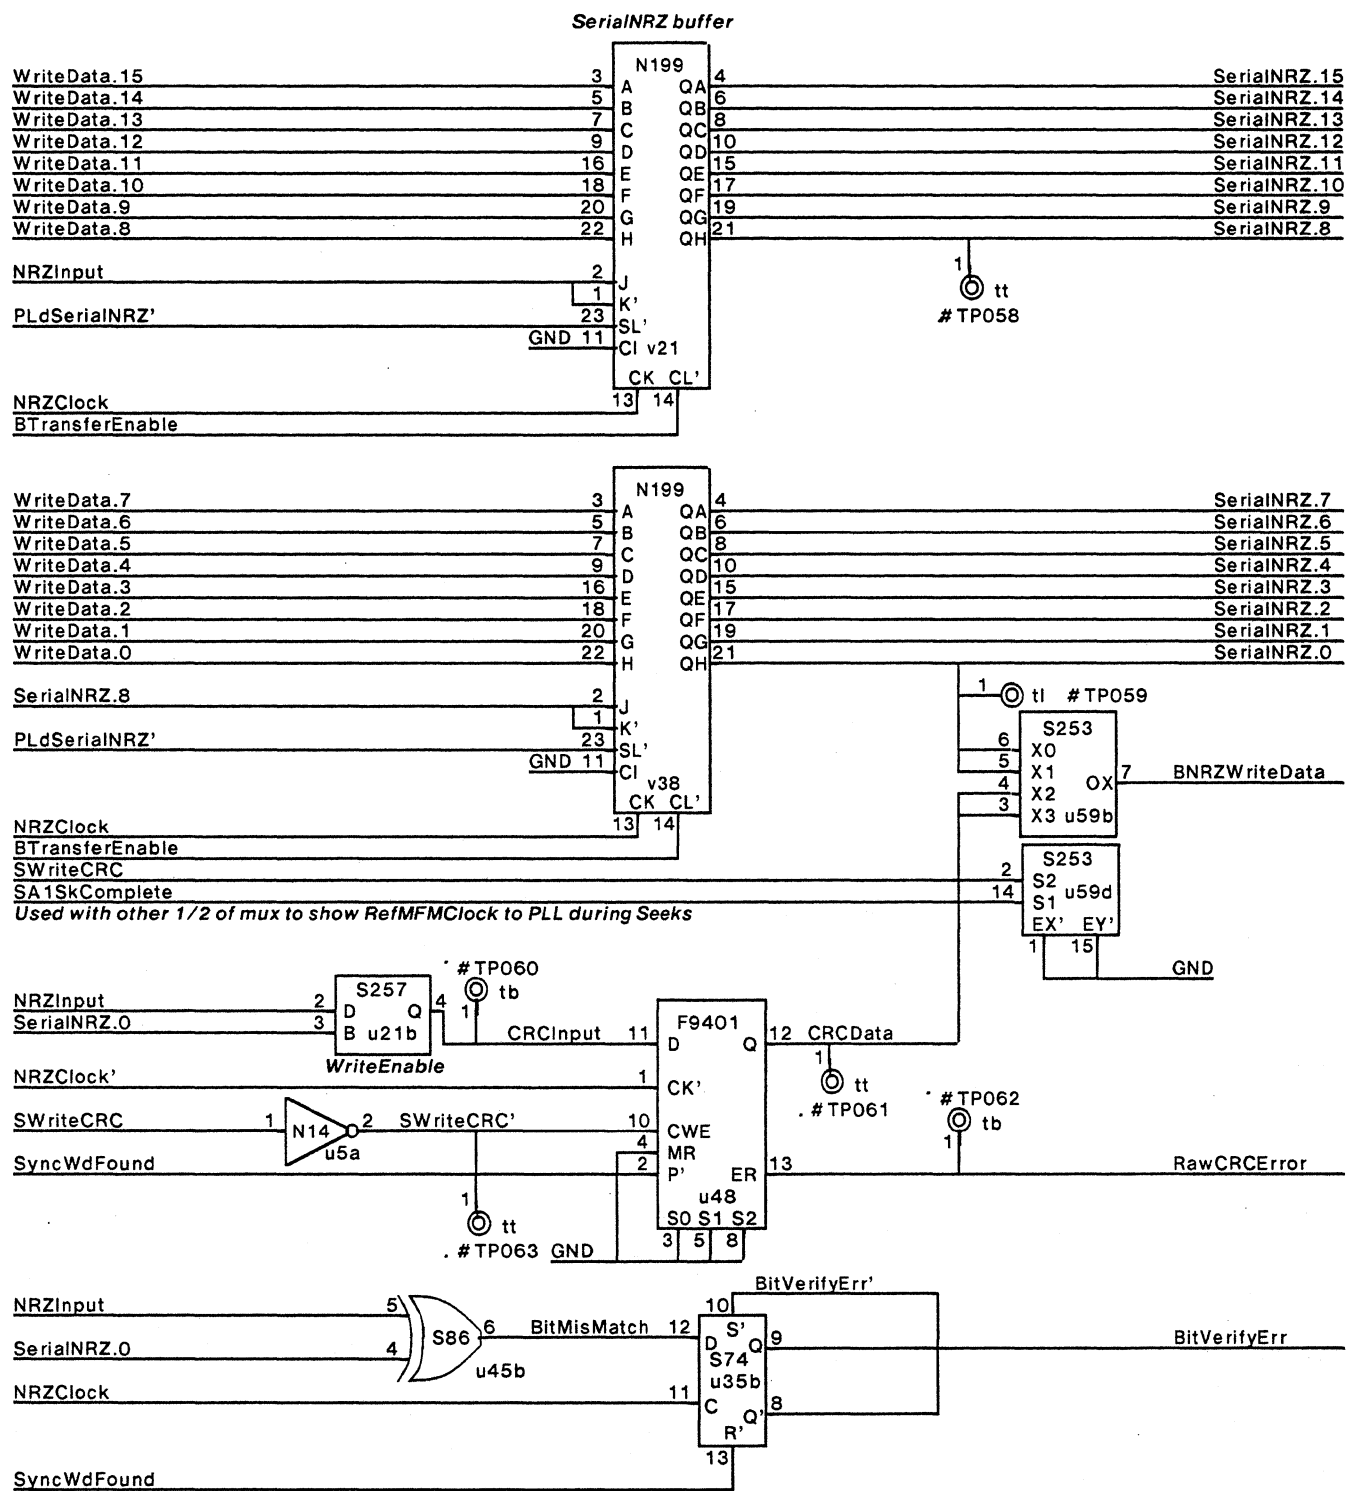 SerialNRZ buffer
N199
WriteData.15 3 A QA 4 SerialNRZ.15
WriteData.14 5 B QB 6 SerialNRZ.14
WriteData.13 7 C QC 8 SerialNRZ.13
WriteData.12 9 D QD 10 SerialNRZ.12
WriteData.11 16 E QE 15 SerialNRZ.11
WriteData.10 18 F QF 17 SerialNRZ.10
WriteData.9 20 G QG 19 SerialNRZ.9
WriteData.8 22 H QH 21 SerialNRZ.8
NRZInput 2 J 1 tt
1 K'
PLdSerialNRZ' 23 SL' #TP058
GND 11 CI v21
CK CL'
NRZClock 13 14
BTransferEnable
N199
WriteData.7 3 A QA 4 SerialNRZ.7
WriteData.6 5 B QB 6 SerialNRZ.6
WriteData.5 7 C QC 8 SerialNRZ.5
WriteData.4 9 D QD 10 SerialNRZ.4
WriteData.3 16 E QE 15 SerialNRZ.3
WriteData.2 18 F QF 17 SerialNRZ.2
WriteData.1 20 G QG 19 SerialNRZ.1
WriteData.0 22 H QH 21 SerialNRZ.0
SerialNRZ.8 2 J 1 tl #TP059
1 K' S253
PLdSerialNRZ' 23 SL' 6 X0
GND 11 CI 5 X1 OX 7 BNRZWriteData
v38 4 X2
CK CL' 3 X3 u59b
NRZClock 13 14
BTransferEnable
S253
SWriteCRC 2 S2 u59d
SA1SkComplete 14 S1
Used with other 1/2 of mux to show RefMFMClock to PLL during Seeks
EX' EY'
1 15
GND
#TP060
S257 tb
NRZInput 2 D Q 4 1
SerialNRZ.0 3 B u21b
F9401
CRCInput 11 D Q 12 CRCData
WriteEnable 1
NRZClock' 1 CK' tt
#TP061 #TP062
SWriteCRC 1 N14 2 SWriteCRC' 10 CWE tb
u5a 4 MR 1
SyncWdFound 2 P' ER 13 RawCRCError
u48
1 tt S0 S1 S2
#TP063 GND 3 5 8
BitVerifyErr'
NRZInput 5 10 S'
S86 6 BitMisMatch 12 D Q 9 BitVerifyErr
SerialNRZ.0 4 u45b S74
u35b
NRZClock 11 C Q' 8
R'
13
SyncWdFound